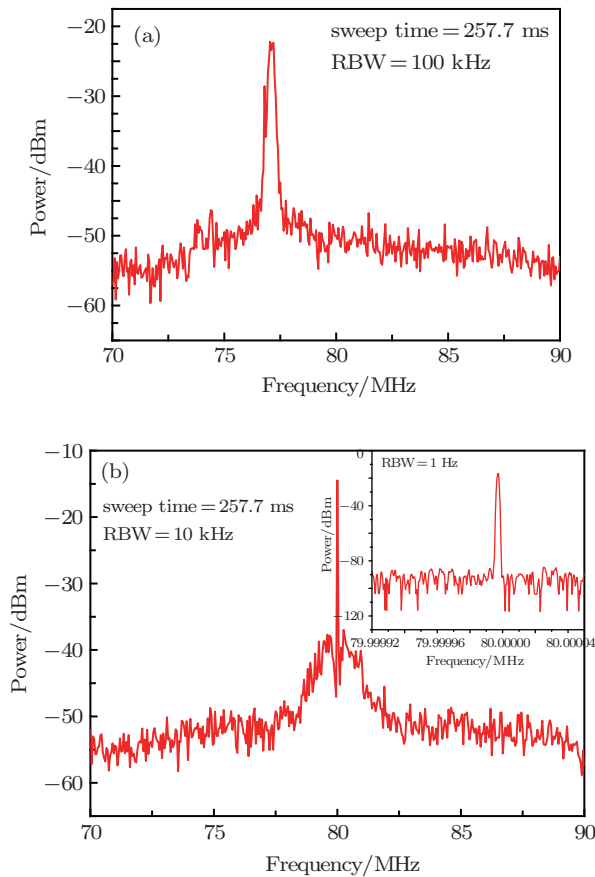 (a)
sweep time = 257.7 ms
RBW = 100 kHz
Power/dBm
−20
−30
−40
−50
−60
70 75 80 85 90
Frequency/MHz
(b)
sweep time = 257.7 ms
RBW = 10 kHz
Power/dBm
−10
−20
−30
−40
−50
−60
70 75 80 85 90
Frequency/MHz
RBW = 1 Hz
Power/dBm
0
−40
−80
−120
79.99992 79.99996 80.00000 80.00004
Frequency/MHz